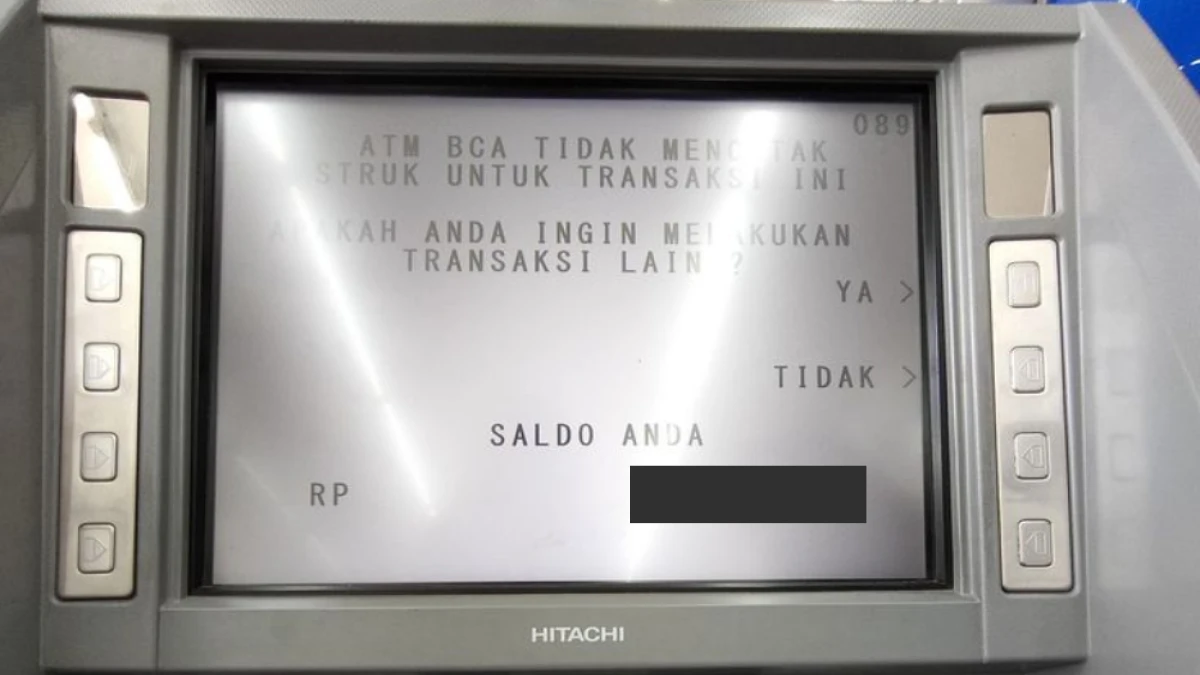 089
ATM BCA TIDAK MENCETAK
STRUK UNTUK TRANSAKSI INI
APAKAH ANDA INGIN MELAKUKAN
TRANSAKSI LAIN ?
YA >
TIDAK >
SALDO ANDA
RP
HITACHI